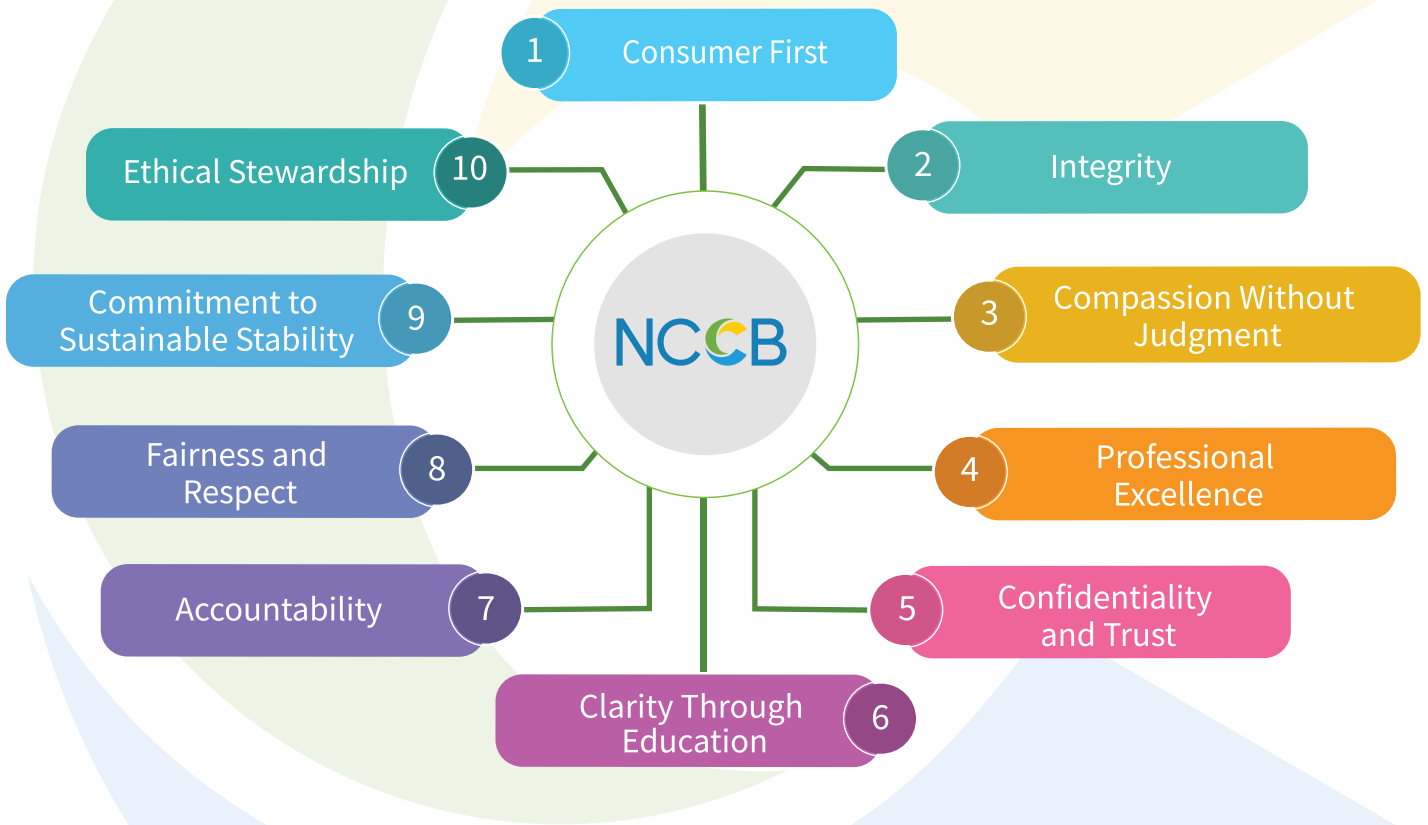 1
Consumer First
2
Integrity
3
Compassion Without
Judgment
4
Professional
Excellence
5
Confidentiality
and Trust
6
Clarity Through
Education
7
Accountability
8
Fairness and
Respect
9
Commitment to
Sustainable Stability
10
Ethical Stewardship
NCCB